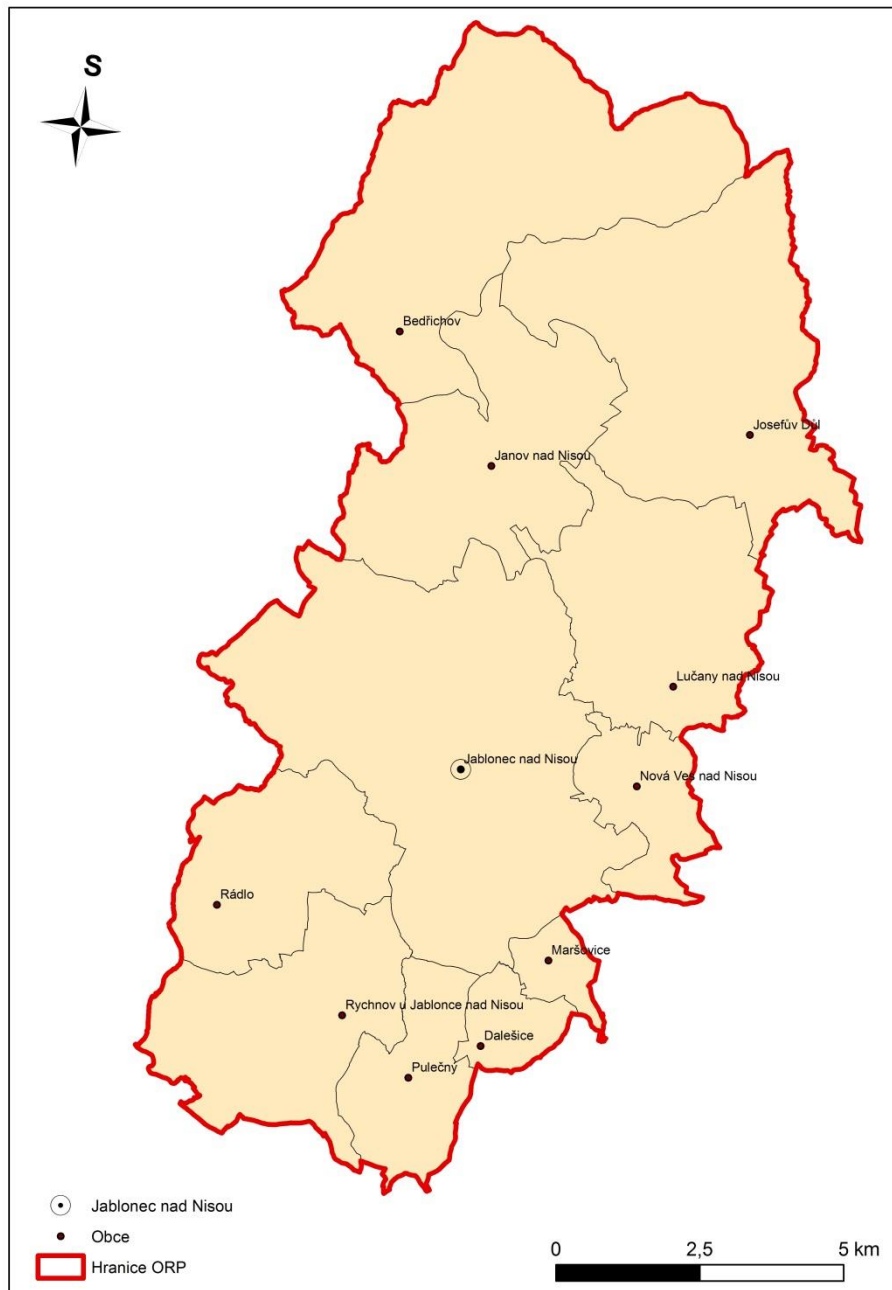 S
Bedřichov
Josefův Důl
Janov nad Nisou
Lučany nad Nisou
Jablonec nad Nisou
Nová Ves nad Nisou
Rádlo
Maršovice
Rychnov u Jablonce nad Nisou
Dalešice
Pulečný
Jablonec nad Nisou
Obce
Hranice ORP
0 2,5 5 km